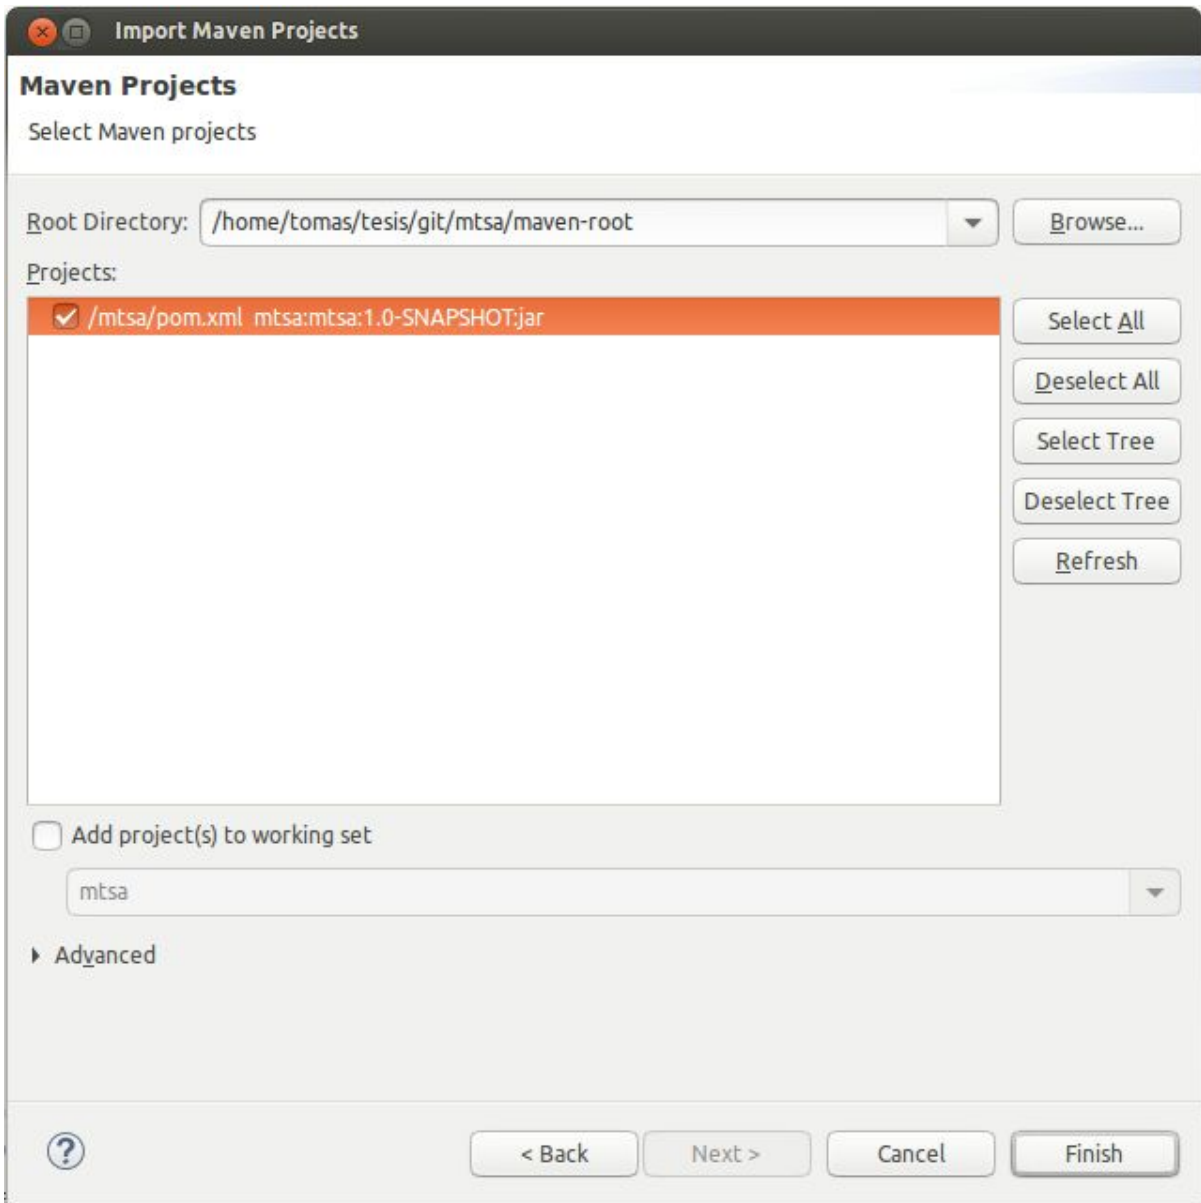 Import Maven Projects
Maven Projects
Select Maven projects
Root Directory: /home/tomas/tesis/git/mtsa/maven-root Browse...
Projects:
/mtsa/pom.xml mtsa:mtsa:1.0-SNAPSHOT:jar
Select All
Deselect All
Select Tree
Deselect Tree
Refresh
Add project(s) to working set
mtsa
Advanced
? < Back Next > Cancel Finish